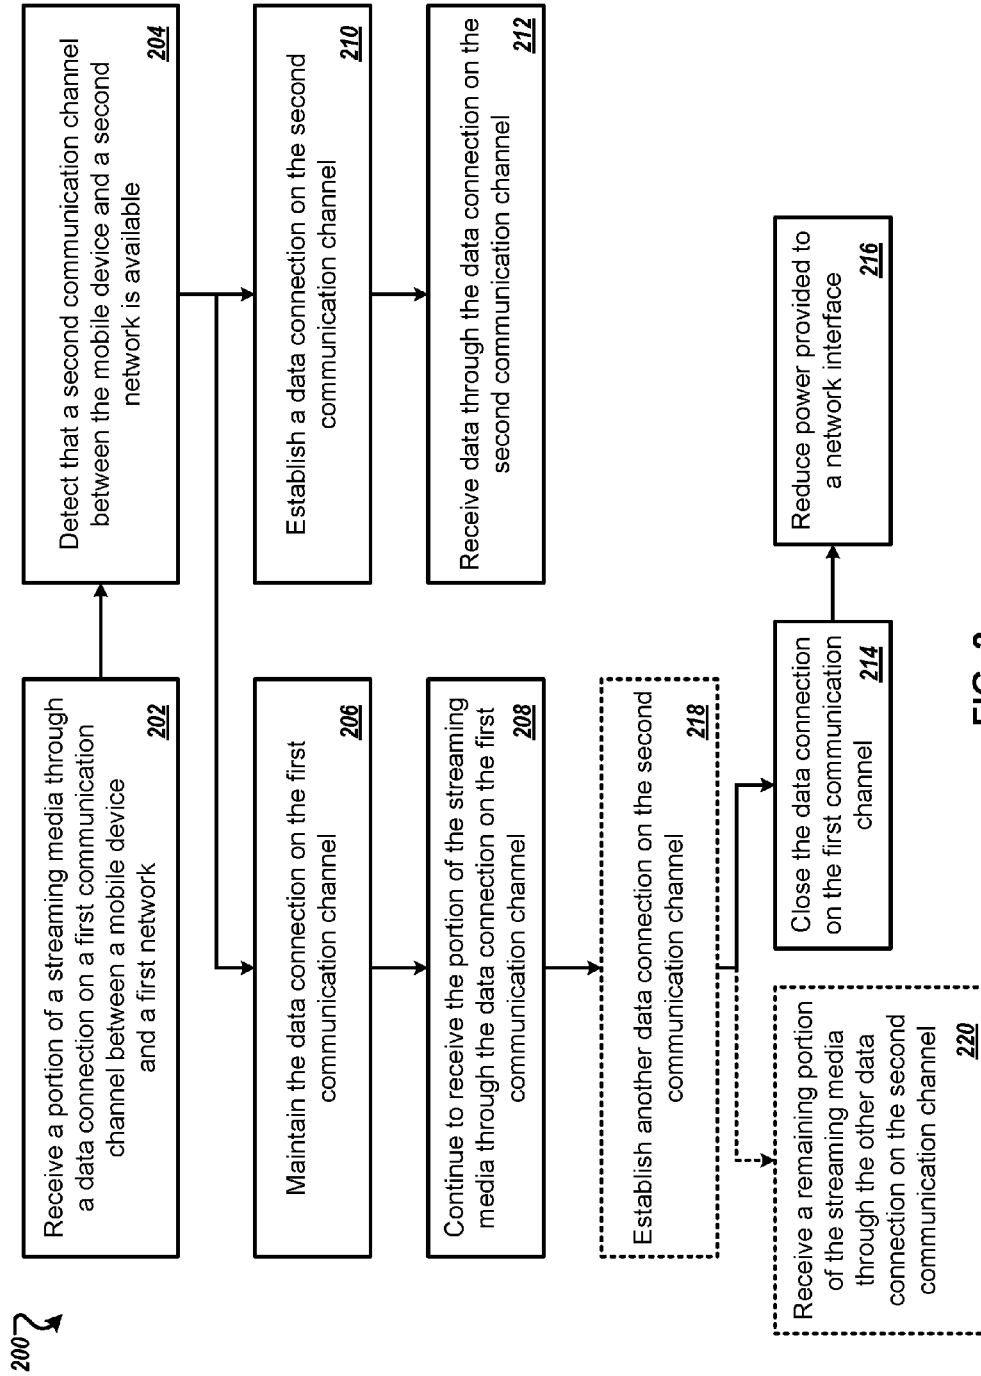 200
Receive a portion of a streaming media through
a data connection on a first communication
channel between a mobile device
and a first network
202
Detect that a second communication channel
between the mobile device and a second
network is available
204
Maintain the data connection on the first
communication channel
206
Establish a data connection on the second
communication channel
210
Continue to receive the portion of the streaming
media through the data connection on the first
communication channel
208
Receive data through the data connection on the
second communication channel
212
Establish another data connection on the second
communication channel
218
Receive a remaining portion
of the streaming media
through the other data
connection on the second
communication channel
220
Close the data connection
on the first communication
channel
214
Reduce power provided to
a network interface
216